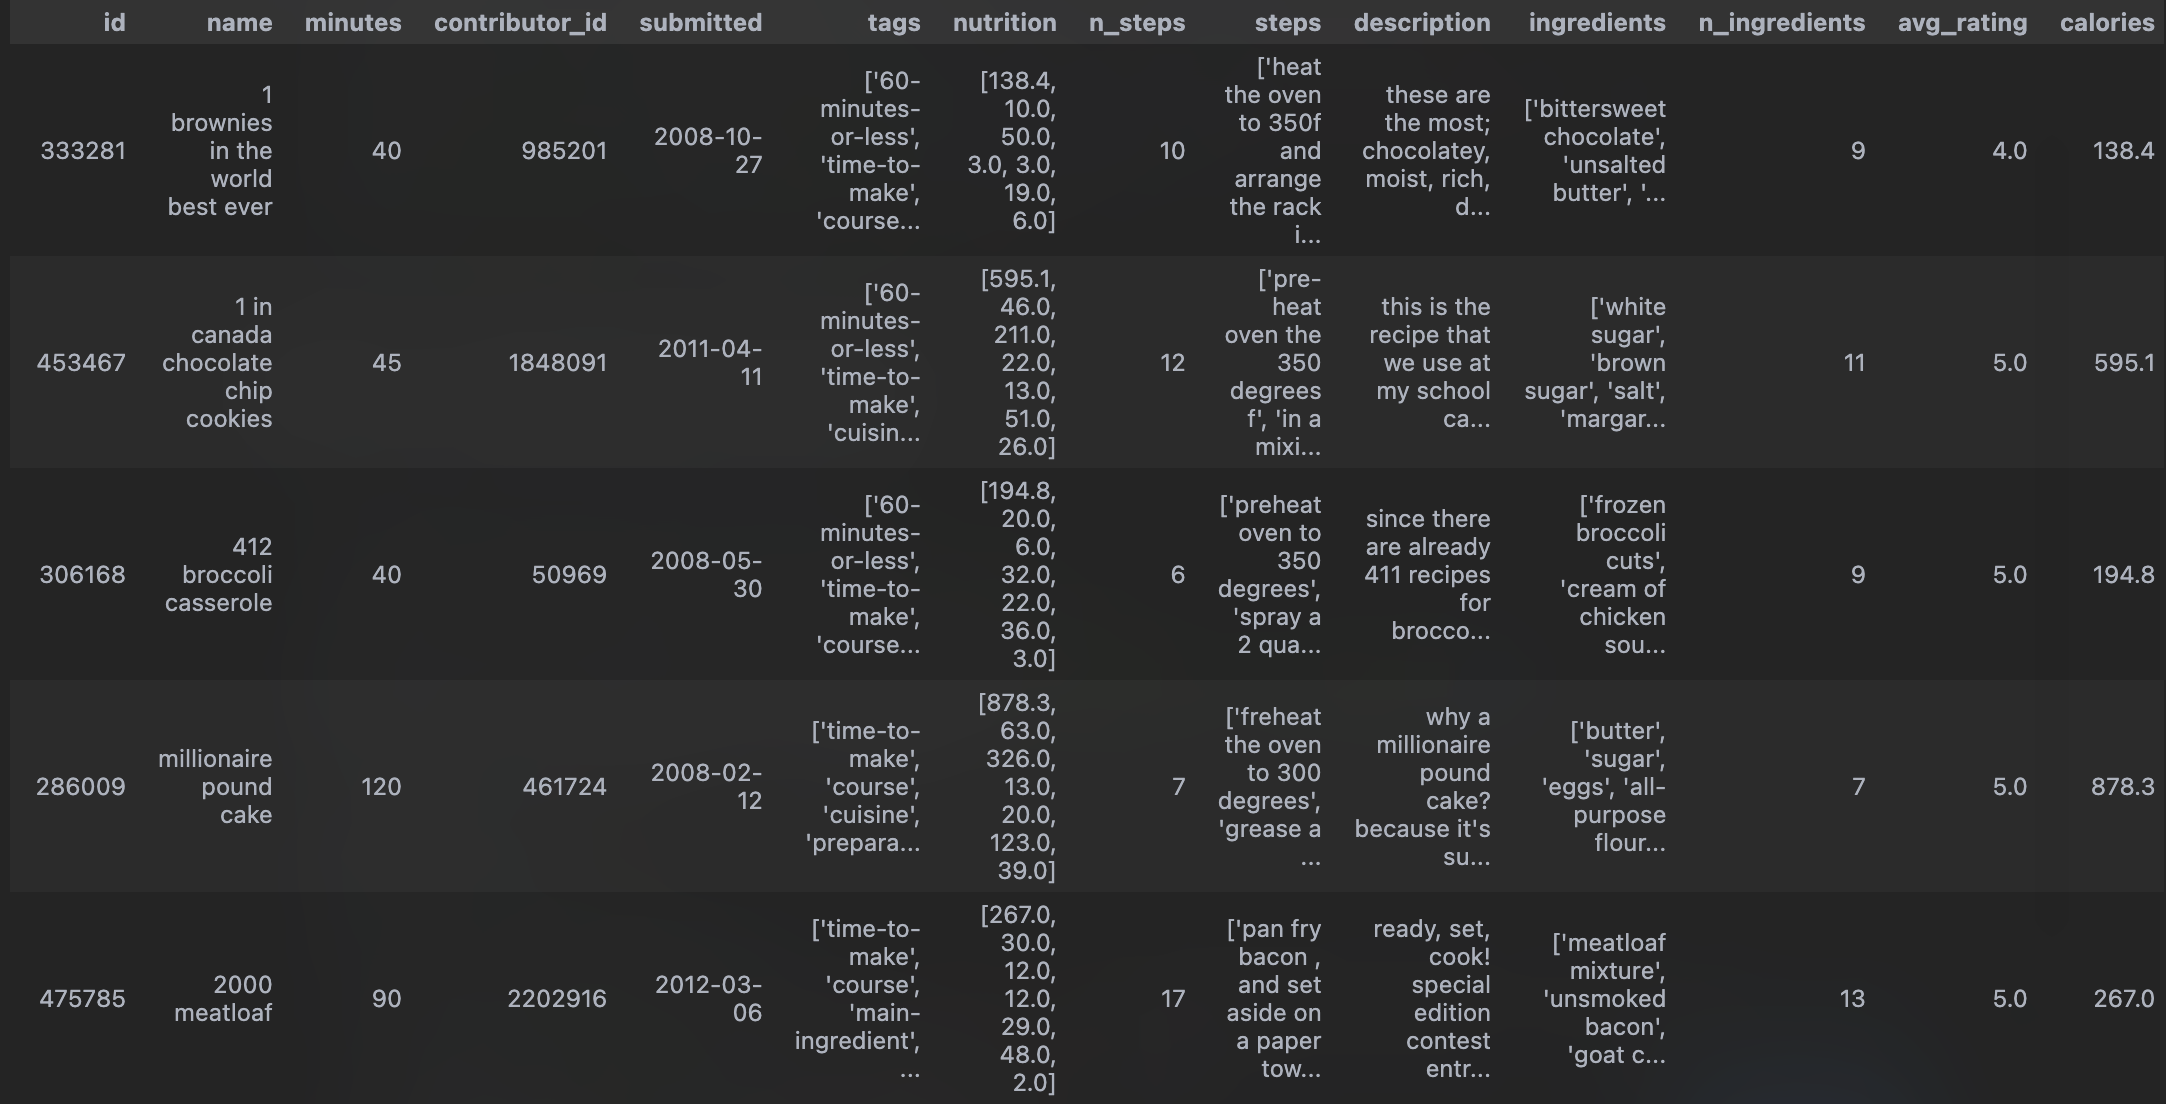 id name minutes contributor_id submitted tags nutrition n_steps steps description ingredients n_ingredients avg_rating calories
333281
1
brownies
in the
world
best ever
40
985201
2008-10-
27
['60-
minutes-
or-less',
'time-to-
make',
'course...
[138.4,
10.0,
50.0,
3.0, 3.0,
19.0,
6.0]
10
['heat
the oven
to 350f
and
arrange
the rack
i...
these are
the most;
chocolatey,
moist, rich,
d...
['bittersweet
chocolate',
'unsalted
butter', '...
9
4.0
138.4
453467
1 in
canada
chocolate
chip
cookies
45
1848091
2011-04-
11
['60-
minutes-
or-less',
'time-to-
make',
'cuisin...
[595.1,
46.0,
211.0,
22.0,
13.0,
51.0,
26.0]
12
['pre-
heat
oven the
350
degrees
f', 'in a
mixi...
this is the
recipe that
we use at
my school
ca...
['white
sugar',
'brown
sugar', 'salt',
'margar...
11
5.0
595.1
306168
412
broccoli
casserole
40
50969
2008-05-
30
['60-
minutes-
or-less',
'time-to-
make',
'course...
[194.8,
20.0,
6.0,
32.0,
22.0,
36.0,
3.0]
6
['preheat
oven to
350
degrees',
'spray a
2 qua...
since there
are already
411 recipes
for
brocco...
['frozen
broccoli
cuts',
'cream of
chicken
sou...
9
5.0
194.8
286009
millionaire
pound
cake
120
461724
2008-02-
12
['time-to-
make',
'course',
'cuisine',
'prepara...
[878.3,
63.0,
326.0,
13.0,
20.0,
123.0,
39.0]
7
['freheat
the oven
to 300
degrees',
'grease a
...
why a
millionaire
pound
cake?
because it's
su...
['butter',
'sugar',
'eggs', 'all-
purpose
flour...
7
5.0
878.3
475785
2000
meatloaf
90
2202916
2012-03-
06
['time-to-
make',
'course',
'main-
ingredient',
...
[267.0,
30.0,
12.0,
12.0,
29.0,
48.0,
2.0]
17
['pan fry
bacon ,
and set
aside on
a paper
tow...
ready, set,
cook!
special
edition
contest
entr...
['meatloaf
mixture',
'unsmoked
bacon',
'goat c...
13
5.0
267.0